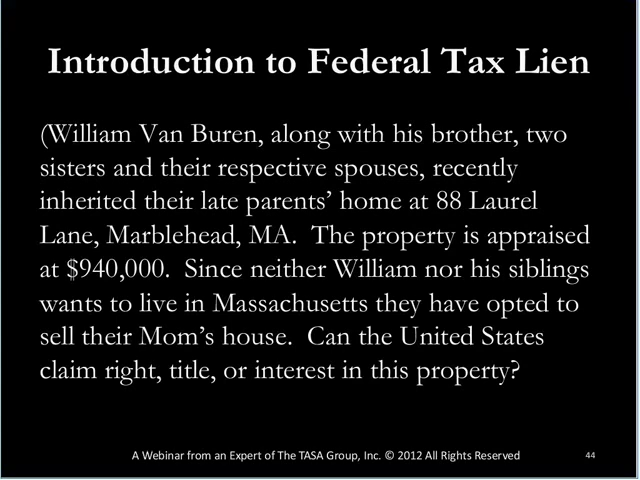 Introduction to Federal Tax Lien
(William Van Buren, along with his brother, two
sisters and their respective spouses, recently
inherited their late parents’ home at 88 Laurel
Lane, Marblehead, MA.  The property is appraised
at $940,000.  Since neither William nor his siblings
wants to live in Massachusetts they have opted to
sell their Mom’s house.  Can the United States
claim right, title, or interest in this property?
A Webinar from an Expert of The TASA Group, Inc. © 2012 All Rights Reserved
44